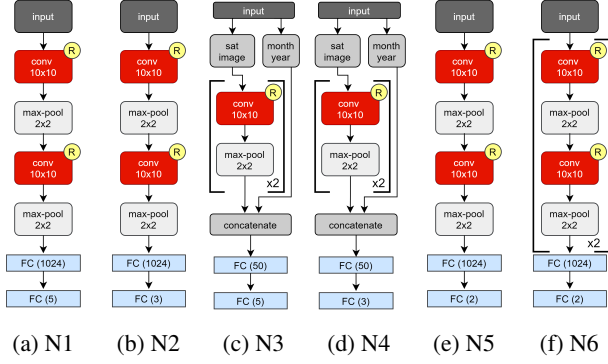 input
R
conv
10x10
max-pool
2x2
R
conv
10x10
max-pool
2x2
FC (1024)
FC (5)
(a) N1
input
R
conv
10x10
max-pool
2x2
R
conv
10x10
max-pool
2x2
FC (1024)
FC (3)
(b) N2
input
sat
image
month
year
R
conv
10x10
max-pool
2x2
x2
concatenate
FC (50)
FC (5)
(c) N3
input
sat
image
month
year
R
conv
10x10
max-pool
2x2
x2
concatenate
FC (50)
FC (3)
(d) N4
input
R
conv
10x10
max-pool
2x2
R
conv
10x10
max-pool
2x2
FC (1024)
FC (2)
(e) N5
input
R
conv
10x10
max-pool
2x2
R
conv
10x10
max-pool
2x2
x2
FC (1024)
FC (2)
(f) N6